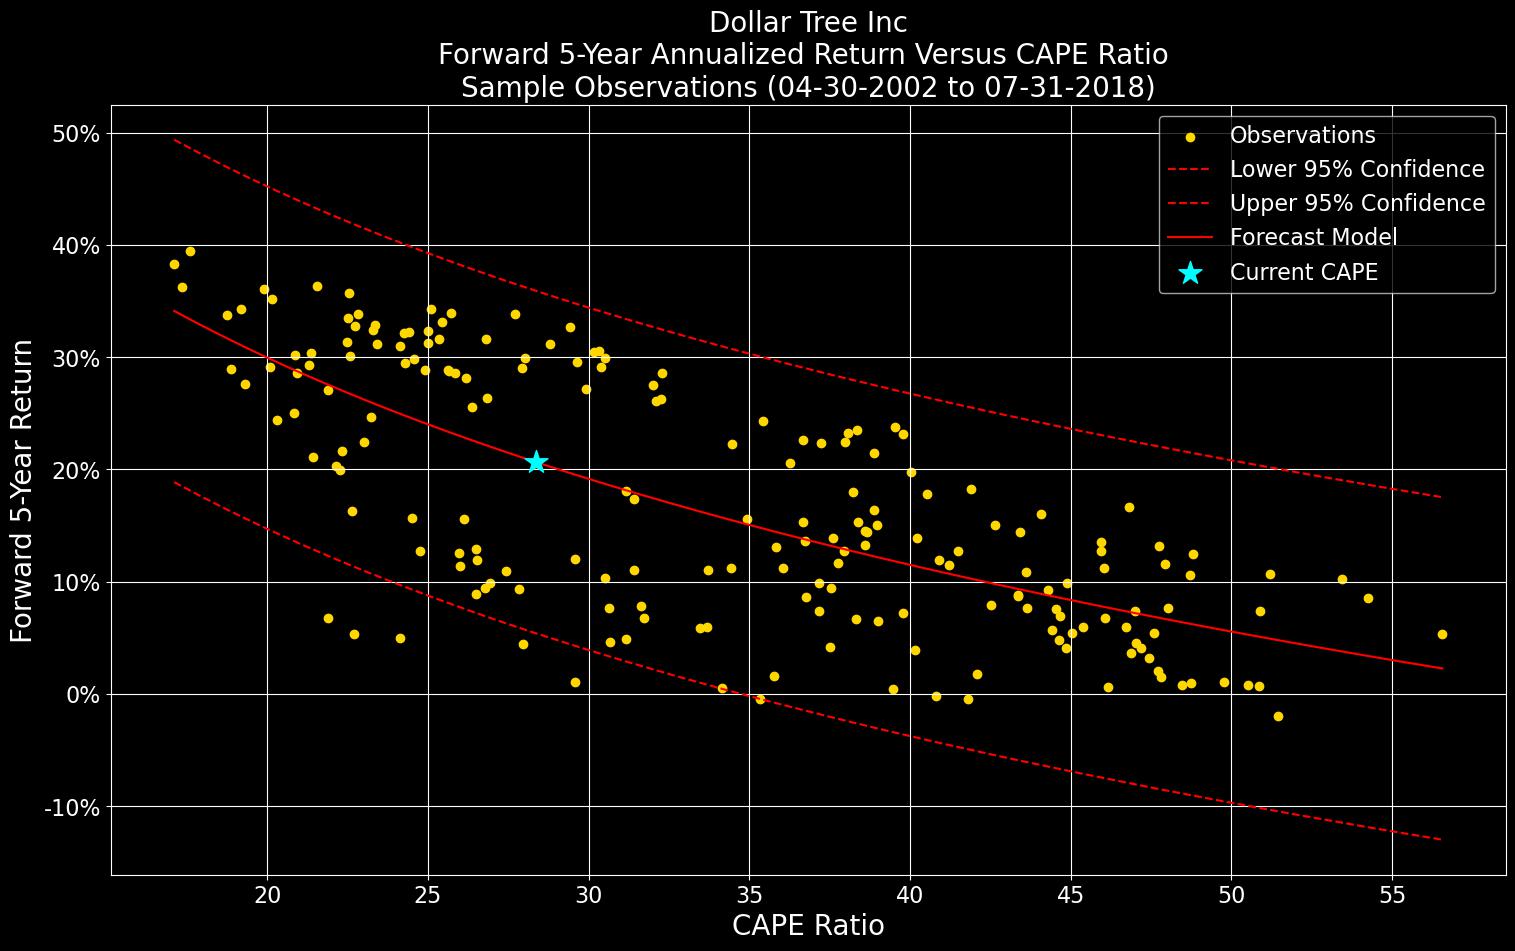 Dollar Tree Inc
Forward 5-Year Annualized Return Versus CAPE Ratio
Sample Observations (04-30-2002 to 07-31-2018)
Observations
Lower 95% Confidence
Upper 95% Confidence
Forecast Model
Current CAPE
Forward 5-Year Return
50%
40%
30%
20%
10%
0%
-10%
20 25 30 35 40 45 50 55
CAPE Ratio